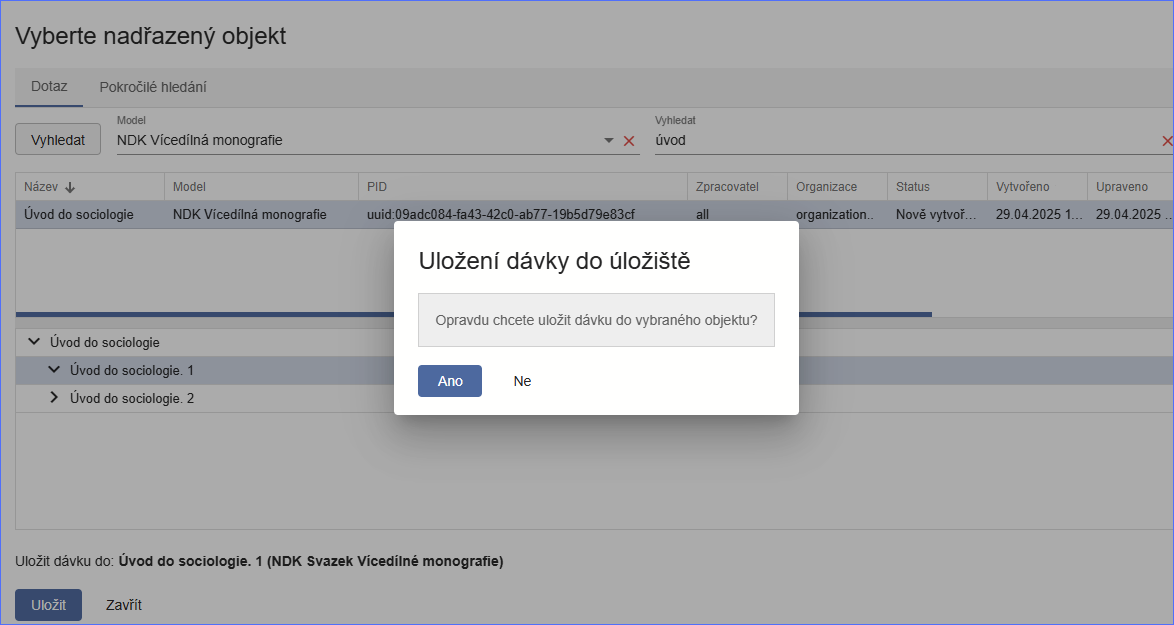 Vyberte nadřazený objekt
Dotaz Pokročilé hledání
Model Vyhledat
Vyhledat NDK Vícedílná monografie úvod
Název Model PID Zpracovatel Organizace Status Vytvořeno Upraveno
Úvod do sociologie NDK Vícedílná monografie uuid:09adc084-fa43-42c0-ab77-19b5d79e83cf all organization.. Nově vytvoř... 29.04.2025 1... 29.04.2025 ...
Uložení dávky do úložiště
Opravdu chcete uložit dávku do vybraného objektu?
Ano Ne
Úvod do sociologie
Úvod do sociologie. 1
Úvod do sociologie. 2
Uložit dávku do: Úvod do sociologie. 1 (NDK Svazek Vícedílné monografie)
Uložit Zavřít